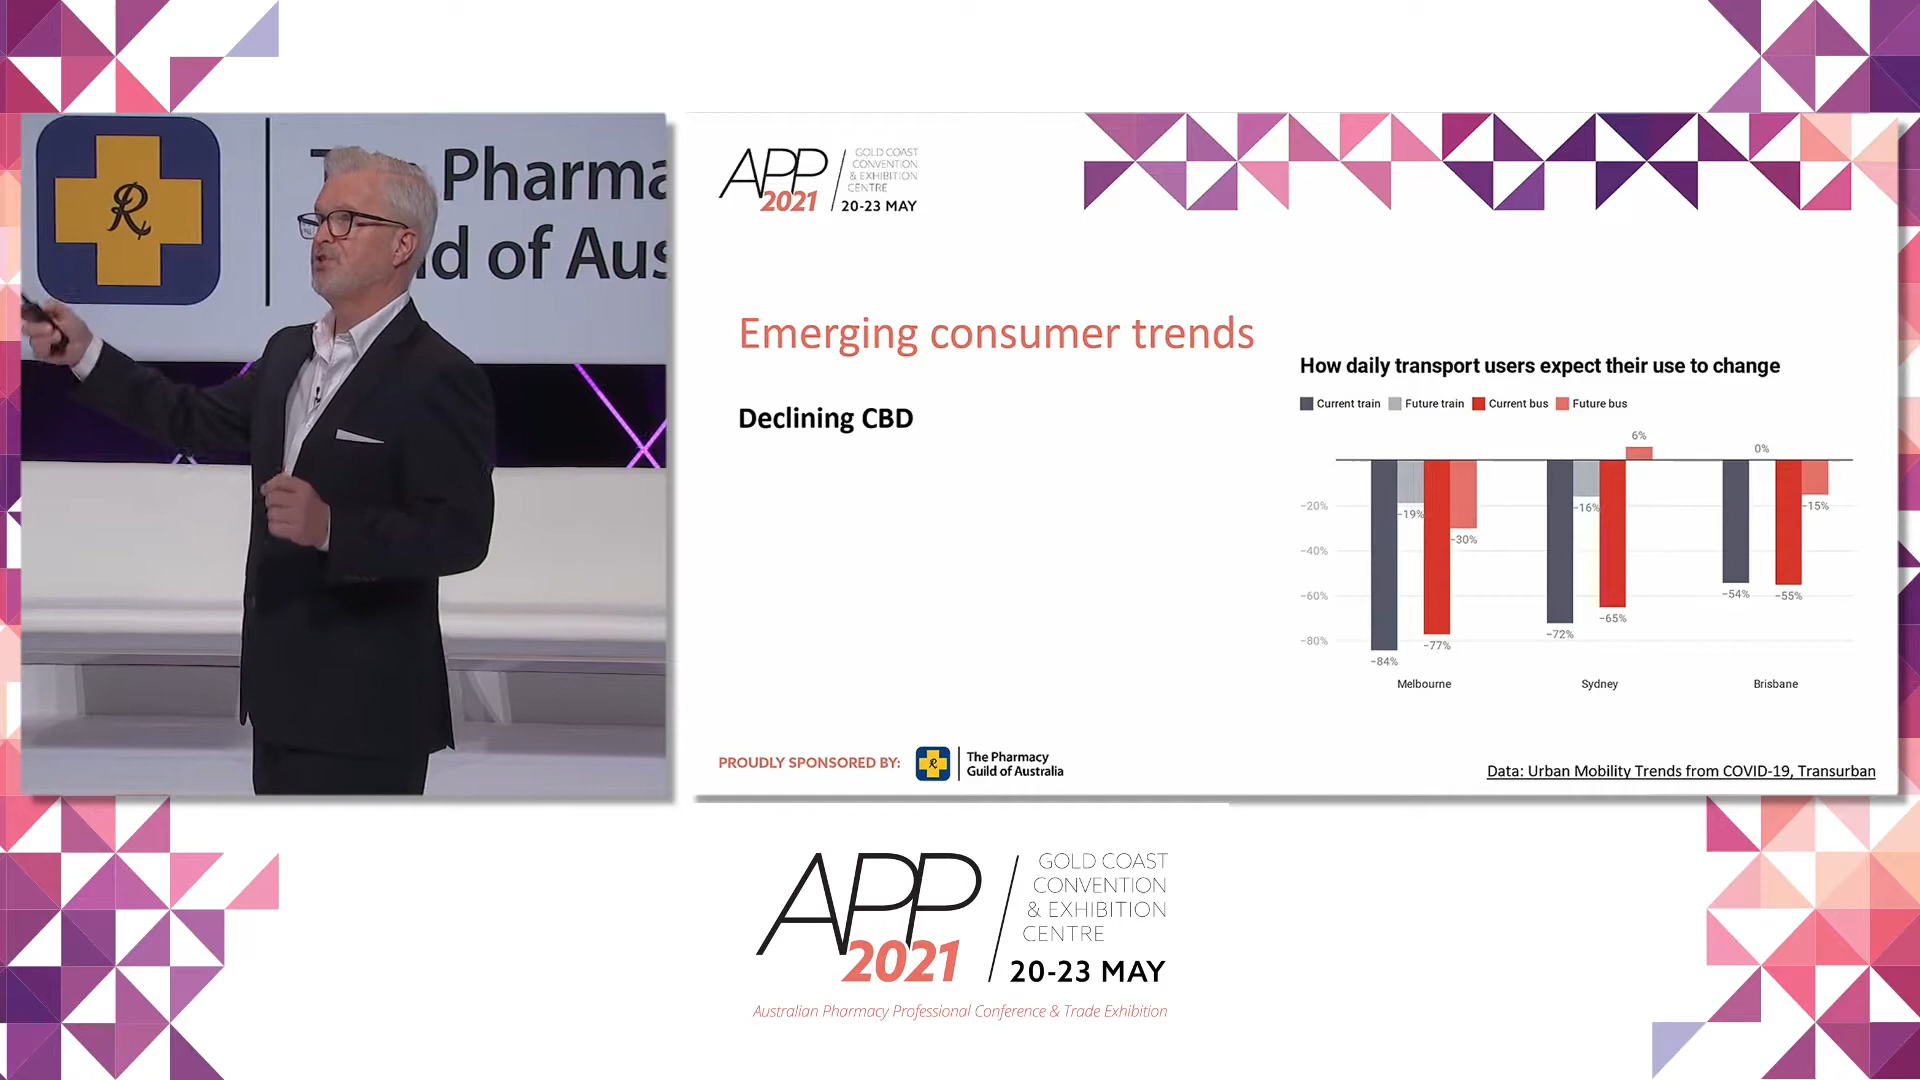 Pharma
ld of Aus
APP
2021
GOLD COAST
CONVENTION
& EXHIBITION
CENTRE
20-23 MAY
Emerging consumer trends
Declining CBD
How daily transport users expect their use to change
Current train Future train Current bus Future bus
6%
0%
−20%
−40%
−60%
−80%
−84%
−19%
−77%
−30%
−72%
−16%
−65%
−54%
−55%
−15%
Melbourne Sydney Brisbane
PROUDLY SPONSORED BY:
The Pharmacy
Guild of Australia
Data: Urban Mobility Trends from COVID-19, Transurban
APP
2021
GOLD COAST
CONVENTION
& EXHIBITION
CENTRE
20-23 MAY
Australian Pharmacy Professional Conference & Trade Exhibition